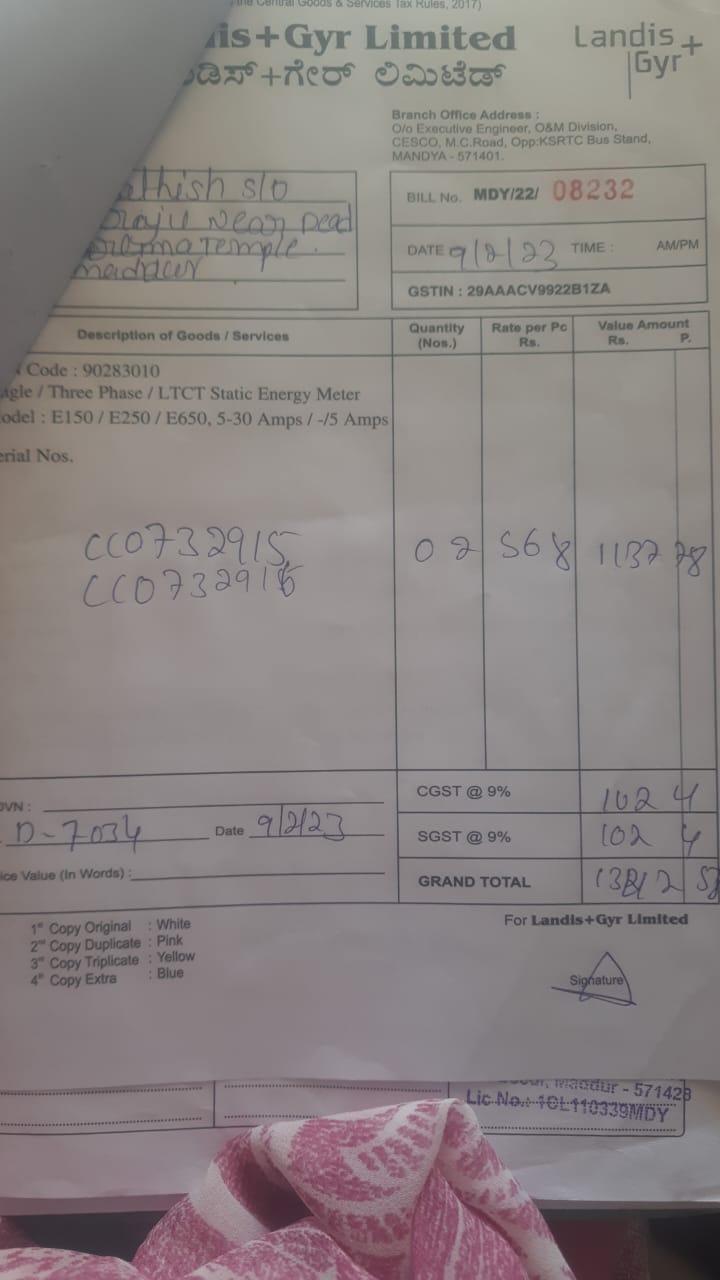 the Central Goods & Services Tax Rules, 2017)
is+Gyr Limited
Landis
Gyr+
ಡಿಸ್+ಗೇರ್ ಲಿಮಿಟೆಡ್
Branch Office Address :
O/o Executive Engineer, O&M Division,
CESCO, M.C.Road, Opp:KSRTC Bus Stand,
MANDYA - 571401.
athish s/o
raju near
Temple.
maddur
BILL No. MDY/22/ 08232
DATE 9/2/23 TIME : AM/PM
GSTIN : 29AAACV9922B1ZA
Description of Goods / Services
Quantity (Nos.)
Rate per Pc Rs.
Value Amount Rs. P.
Code : 90283010
ngle / Three Phase / LTCT Static Energy Meter
odel : E150 / E250 / E650, 5-30 Amps / -/5 Amps
erial Nos.
CC0732915 02 568 1137 78
CC0732916
CGST @ 9% 102 4
SGST @ 9% 102 4
GRAND TOTAL
OVN :
D-7034 Date 9/2/23
ice Value (In Words) :
1st Copy Original : White
2nd Copy Duplicate : Pink
3rd Copy Triplicate : Yellow
4th Copy Extra : Blue
For Landis+Gyr Limited
Signature
Maddur - 571428
Lic No.: 1CL110339MDY